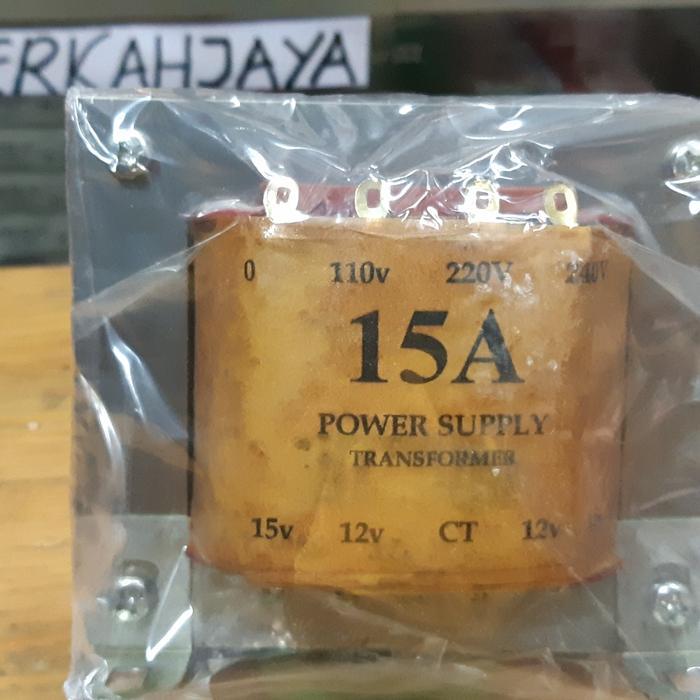 ERKAHJAYA
0 110v 220V 240V
15A
POWER SUPPLY
TRANSFORMER
15v 12v CT 12v